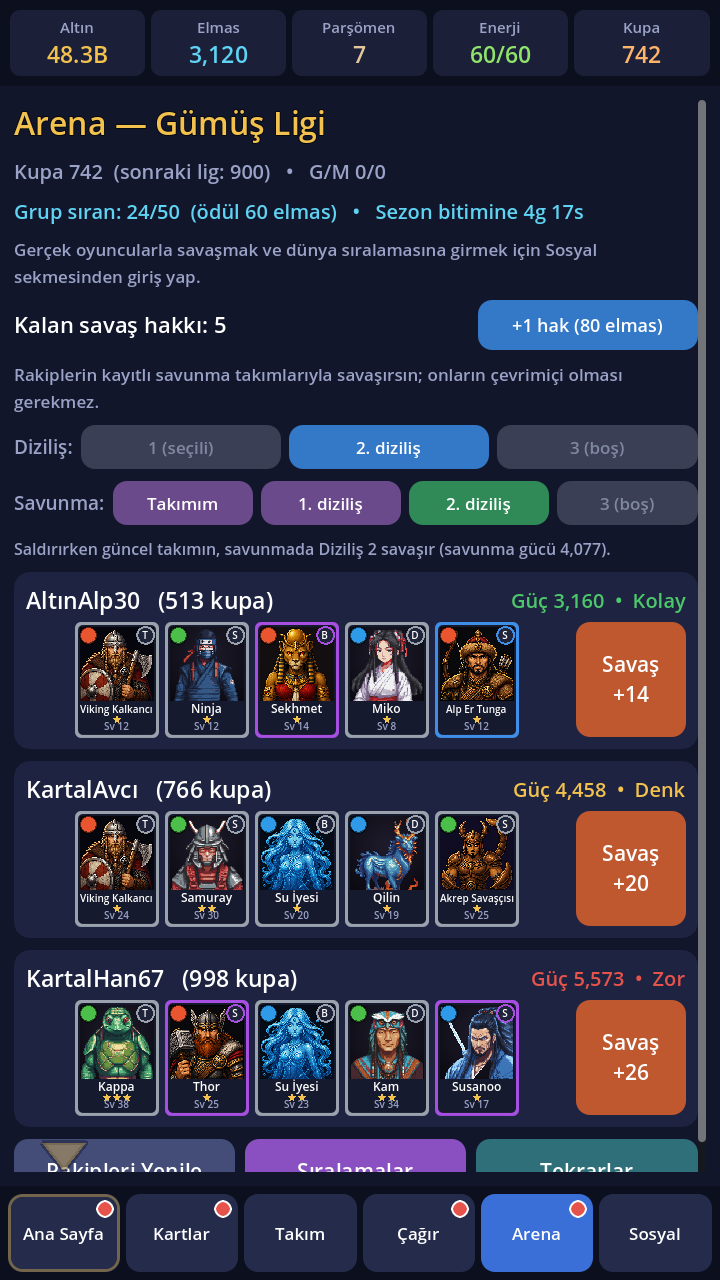 Altın Elmas Parşömen Enerji Kupa
48.3B 3,120 7 60/60 742
Arena — Gümüş Ligi
Kupa 742 (sonraki lig: 900) • G/M 0/0
Grup sıran: 24/50 (ödül 60 elmas) • Sezon bitimine 4g 17s
Gerçek oyuncularla savaşmak ve dünya sıralamasına girmek için Sosyal
sekmesinden giriş yap.
Kalan savaş hakkı: 5 +1 hak (80 elmas)
Rakiplerin kayıtlı savunma takımlarıyla savaşırsın; onların çevrimiçi olması
gerekmez.
Diziliş: 1 (seçili) 2. diziliş 3 (boş)
Savunma: Takımım 1. diziliş 2. diziliş 3 (boş)
Saldırırken güncel takımın, savunmada Diziliş 2 savaşır (savunma gücü 4,077).
AltınAlp30 (513 kupa) Güç 3,160 • Kolay
T S B D S
Viking Kalkancı Ninja Sekhmet Miko Alp Er Tunga
Sv 12 Sv 12 Sv 14 Sv 8 Sv 12
Savaş
+14
KartalAvcı (766 kupa) Güç 4,458 • Denk
T S B D S
Viking Kalkancı Samuray Su İyesi Qilin Akrep Savaşçısı
Sv 24 Sv 30 Sv 20 Sv 19 Sv 25
Savaş
+20
KartalHan67 (998 kupa) Güç 5,573 • Zor
T S B D S
Kappa Thor Su İyesi Kam Susanoo
Sv 38 Sv 25 Sv 23 Sv 34 Sv 17
Savaş
+26
Rakipleri Yenile Sıralamalar Tekrarlar
Ana Sayfa Kartlar Takım Çağır Arena Sosyal